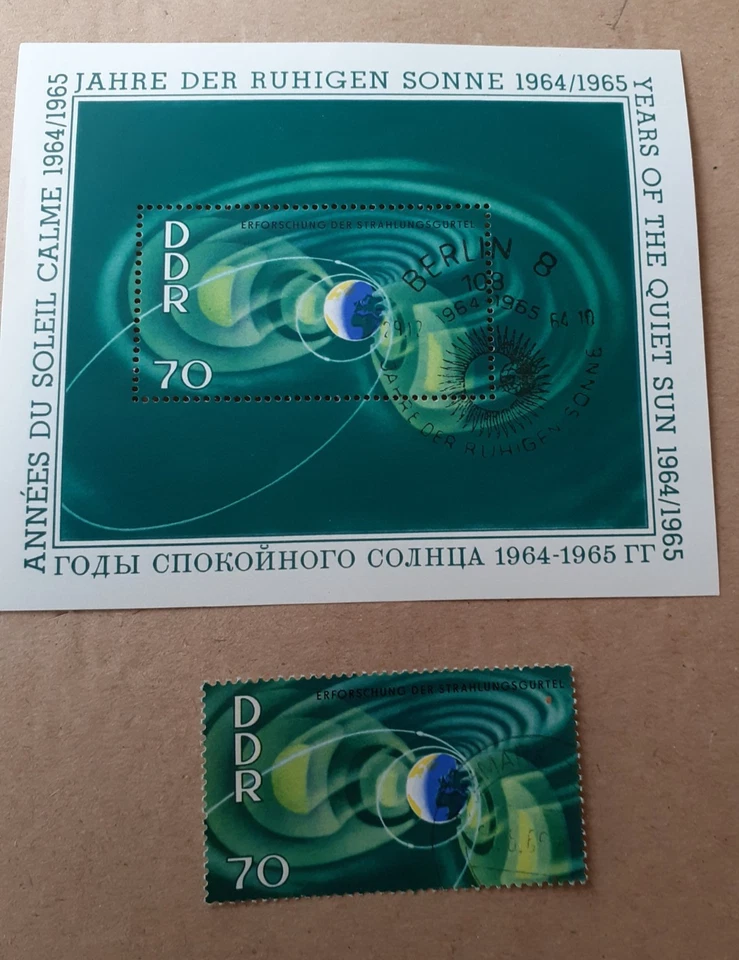 JAHRE DER RUHIGEN SONNE 1964/1965
YEARS OF THE QUIET SUN 1964/1965
ANNÉES DU SOLEIL CALME 1964/1965
ГОДЫ СПОКОЙНОГО СОЛНЦА 1964-1965 ГГ
ERFORSCHUNG DER STRAHLUNGSGÜRTEL
DDR
70
BERLIN 8
108
1964 1965
JAHRE DER RUHIGEN SONNE
ERFORSCHUNG DER STRAHLUNGSGÜRTEL
DDR
70